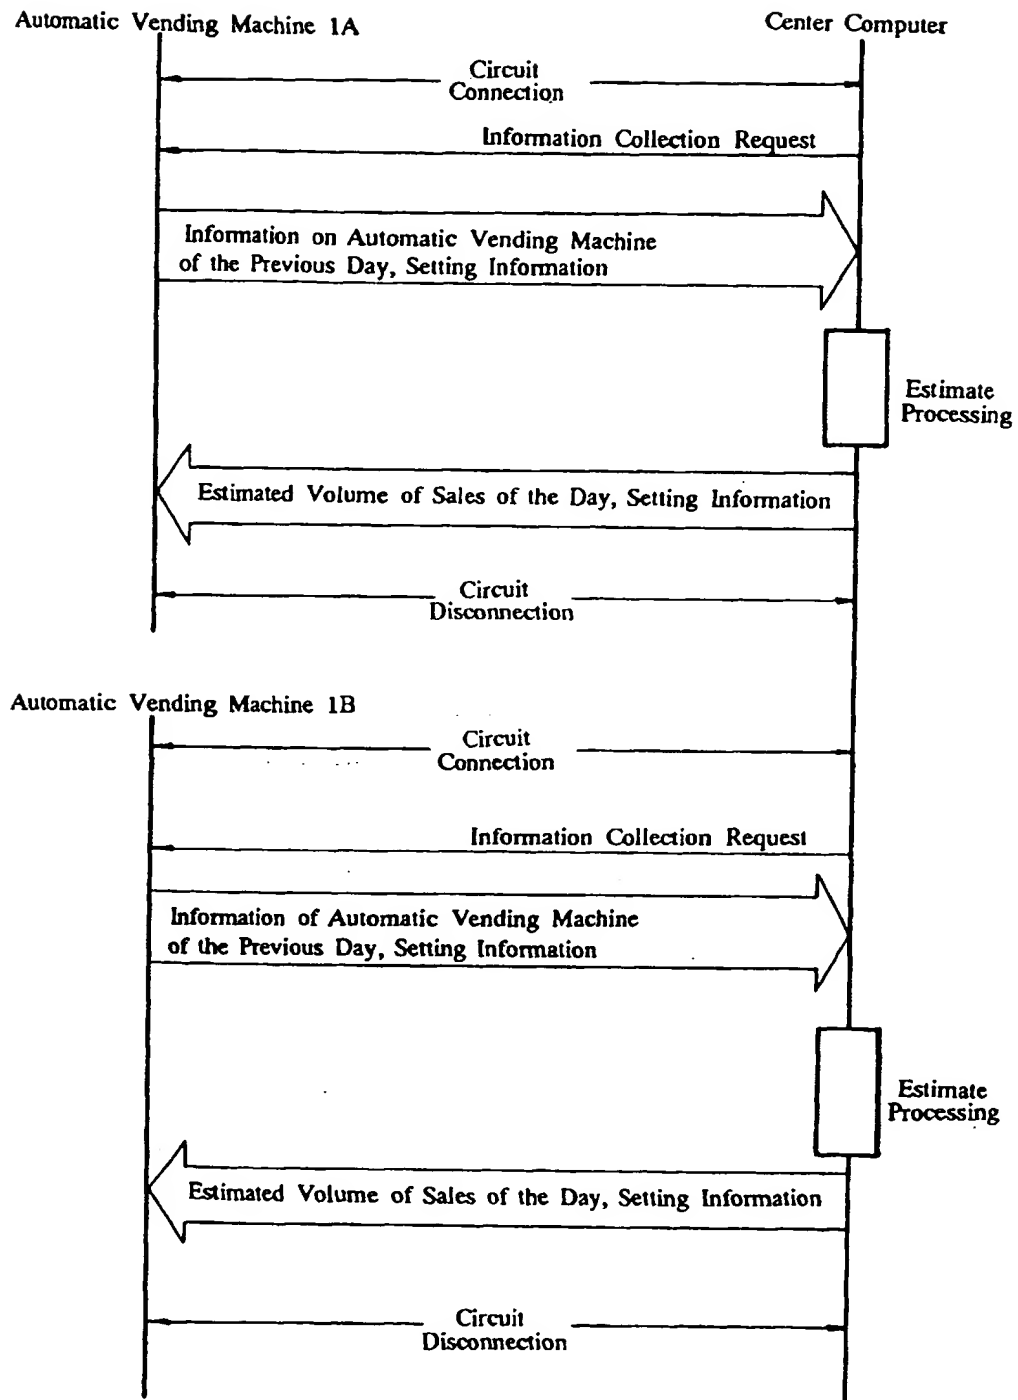 Automatic Vending Machine 1A
Center Computer
Circuit
Connection
Information Collection Request
Information on Automatic Vending Machine
of the Previous Day, Setting Information
Estimate
Processing
Estimated Volume of Sales of the Day, Setting Information
Circuit
Disconnection
Automatic Vending Machine 1B
Circuit
Connection
Information Collection Request
Information of Automatic Vending Machine
of the Previous Day, Setting Information
Estimate
Processing
Estimated Volume of Sales of the Day, Setting Information
Circuit
Disconnection